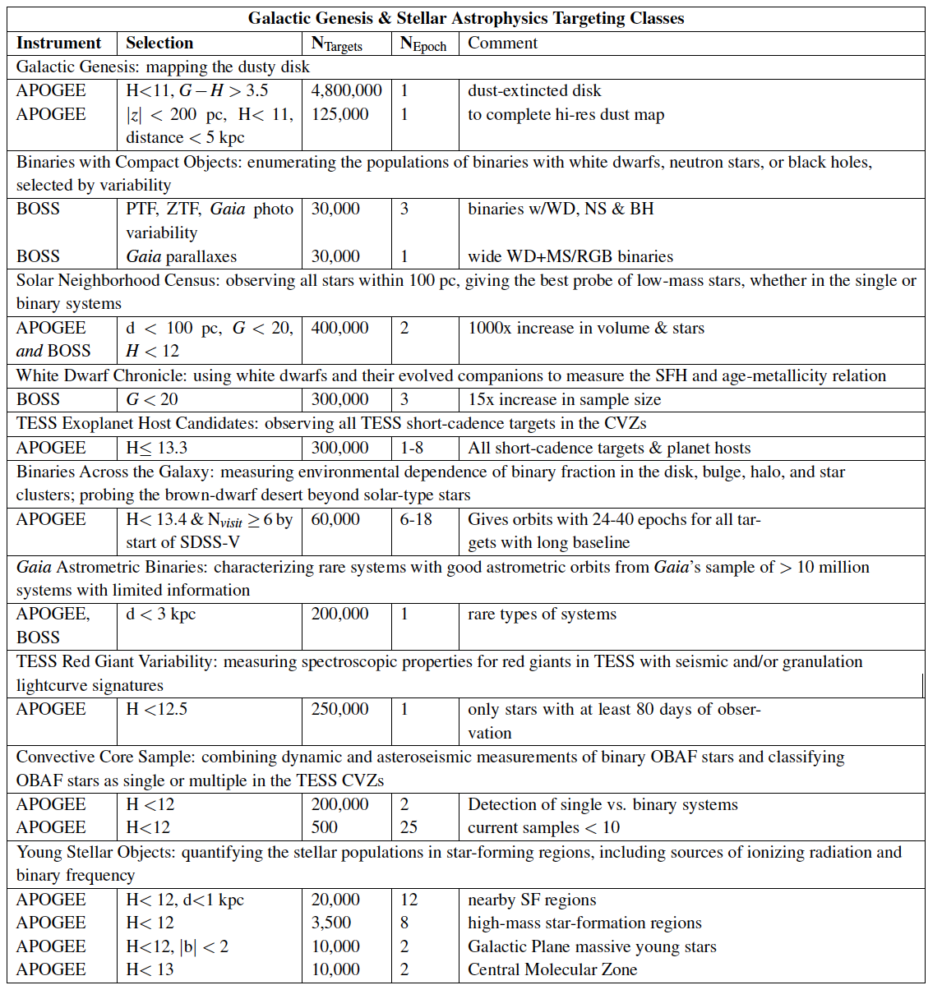 Galactic Genesis & Stellar Astrophysics Targeting Classes
Instrument Selection N_Targets N_Epoch Comment
Galactic Genesis: mapping the dusty disk
APOGEE H<11, G − H > 3.5 4,800,000 1 dust-extincted disk
APOGEE |z| < 200 pc, H< 11, 125,000 1 to complete hi-res dust map
distance < 5 kpc
Binaries with Compact Objects: enumerating the populations of binaries with white dwarfs, neutron stars, or black holes,
selected by variability
BOSS PTF, ZTF, Gaia photo 30,000 3 binaries w/WD, NS & BH
variability
BOSS Gaia parallaxes 30,000 1 wide WD+MS/RGB binaries
Solar Neighborhood Census: observing all stars within 100 pc, giving the best probe of low-mass stars, whether in the single or
binary systems
APOGEE d < 100 pc, G < 20, 400,000 2 1000x increase in volume & stars
and BOSS H < 12
White Dwarf Chronicle: using white dwarfs and their evolved companions to measure the SFH and age-metallicity relation
BOSS G < 20 300,000 3 15x increase in sample size
TESS Exoplanet Host Candidates: observing all TESS short-cadence targets in the CVZs
APOGEE H≤ 13.3 300,000 1-8 All short-cadence targets & planet hosts
Binaries Across the Galaxy: measuring environmental dependence of binary fraction in the disk, bulge, halo, and star
clusters; probing the brown-dwarf desert beyond solar-type stars
APOGEE H< 13.4 & N_visit ≥ 6 by 60,000 6-18 Gives orbits with 24-40 epochs for all tar-
start of SDSS-V gets with long baseline
Gaia Astrometric Binaries: characterizing rare systems with good astrometric orbits from Gaia's sample of > 10 million
systems with limited information
APOGEE, d < 3 kpc 200,000 1 rare types of systems
BOSS
TESS Red Giant Variability: measuring spectroscopic properties for red giants in TESS with seismic and/or granulation
lightcurve signatures
APOGEE H <12.5 250,000 1 only stars with at least 80 days of obser-
vation
Convective Core Sample: combining dynamic and asteroseismic measurements of binary OBAF stars and classifying
OBAF stars as single or multiple in the TESS CVZs
APOGEE H <12 200,000 2 Detection of single vs. binary systems
APOGEE H<12 500 25 current samples < 10
Young Stellar Objects: quantifying the stellar populations in star-forming regions, including sources of ionizing radiation and
binary frequency
APOGEE H< 12, d<1 kpc 20,000 12 nearby SF regions
APOGEE H< 12 3,500 8 high-mass star-formation regions
APOGEE H<12, |b| < 2 10,000 2 Galactic Plane massive young stars
APOGEE H< 13 10,000 2 Central Molecular Zone